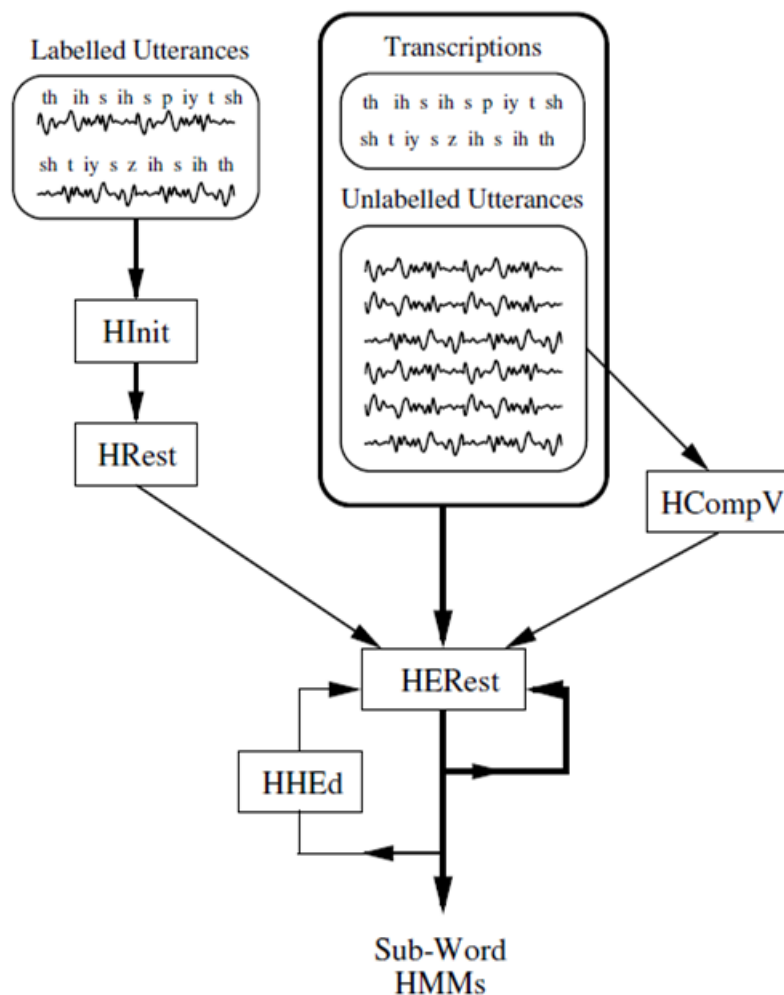 Labelled Utterances
th ih s ih s p iy t sh
sh t iy s z ih s ih th
HInit
HRest
Transcriptions
th ih s ih s p iy t sh
sh t iy s z ih s ih th
Unlabelled Utterances
HCompV
HERest
HHEd
Sub-Word
HMMs